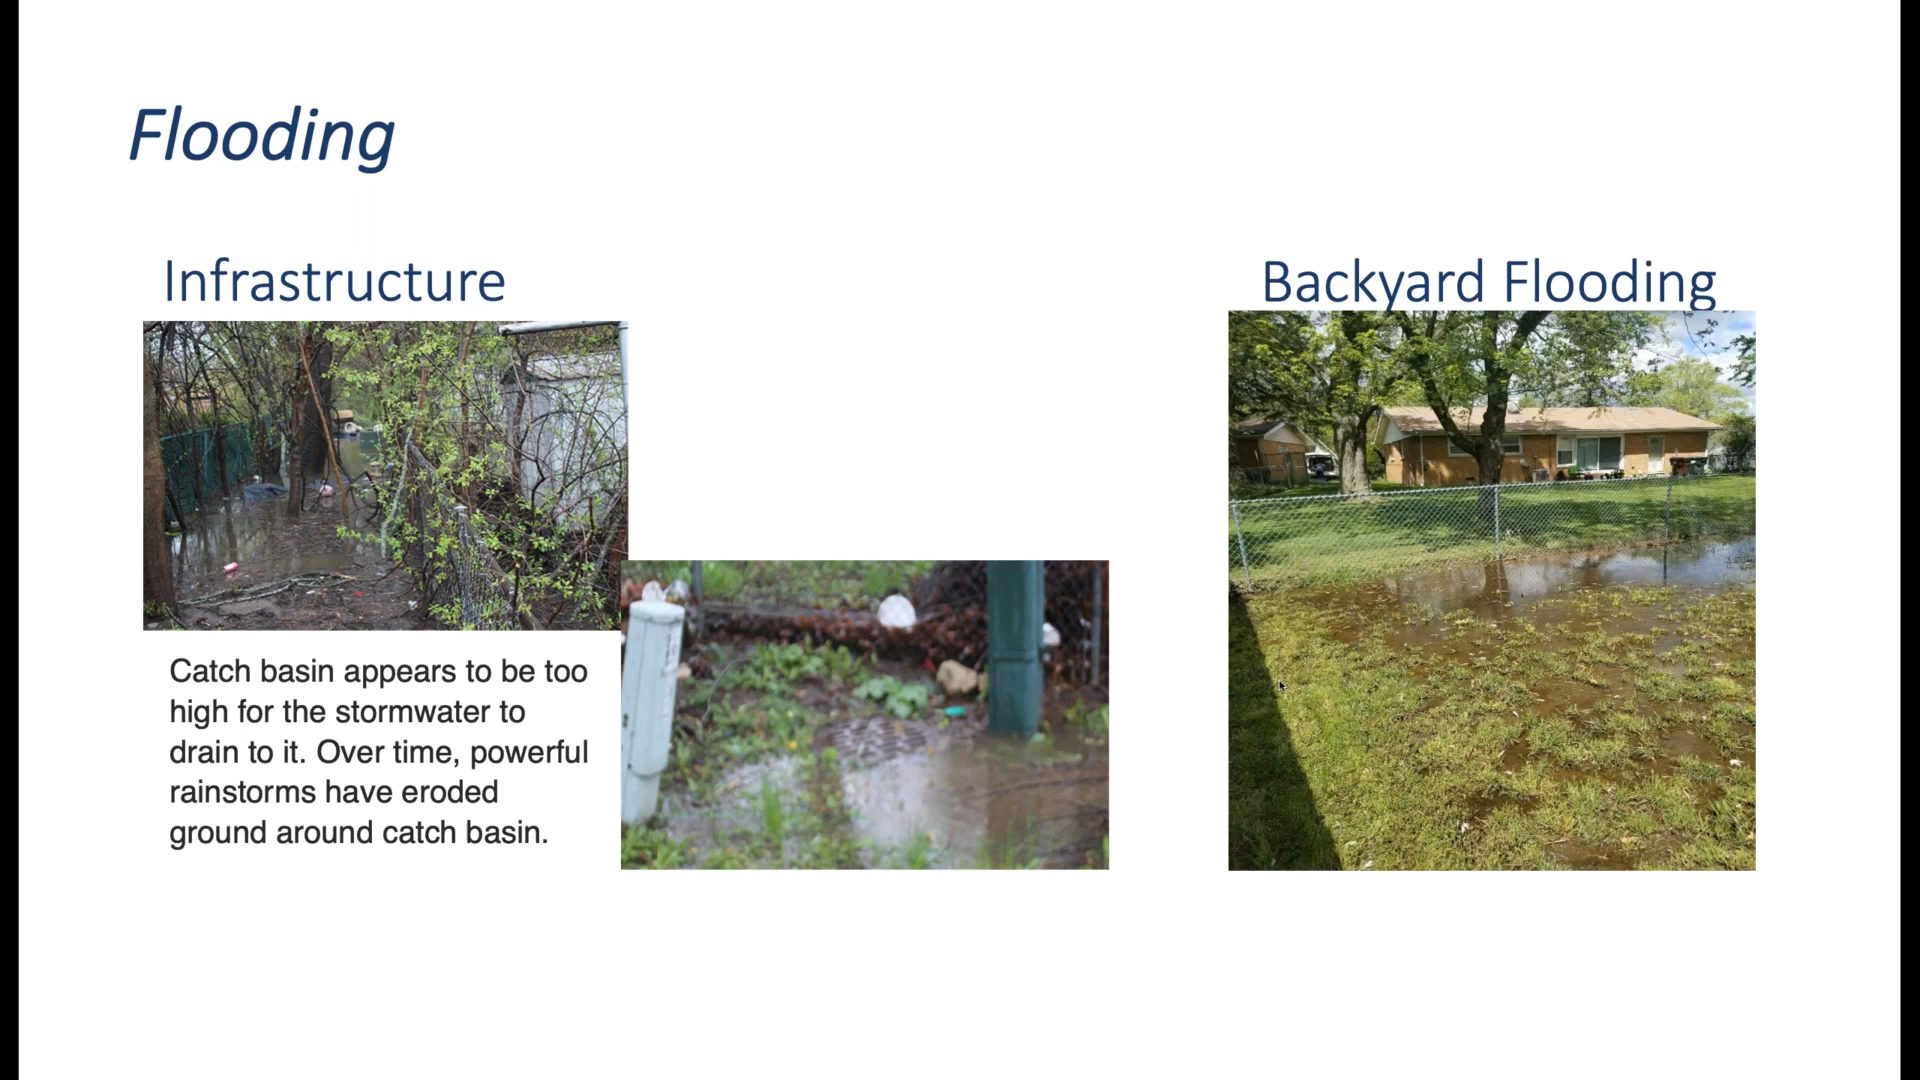 Flooding
Infrastructure
Backyard Flooding
Catch basin appears to be too
high for the stormwater to
drain to it. Over time, powerful
rainstorms have eroded
ground around catch basin.